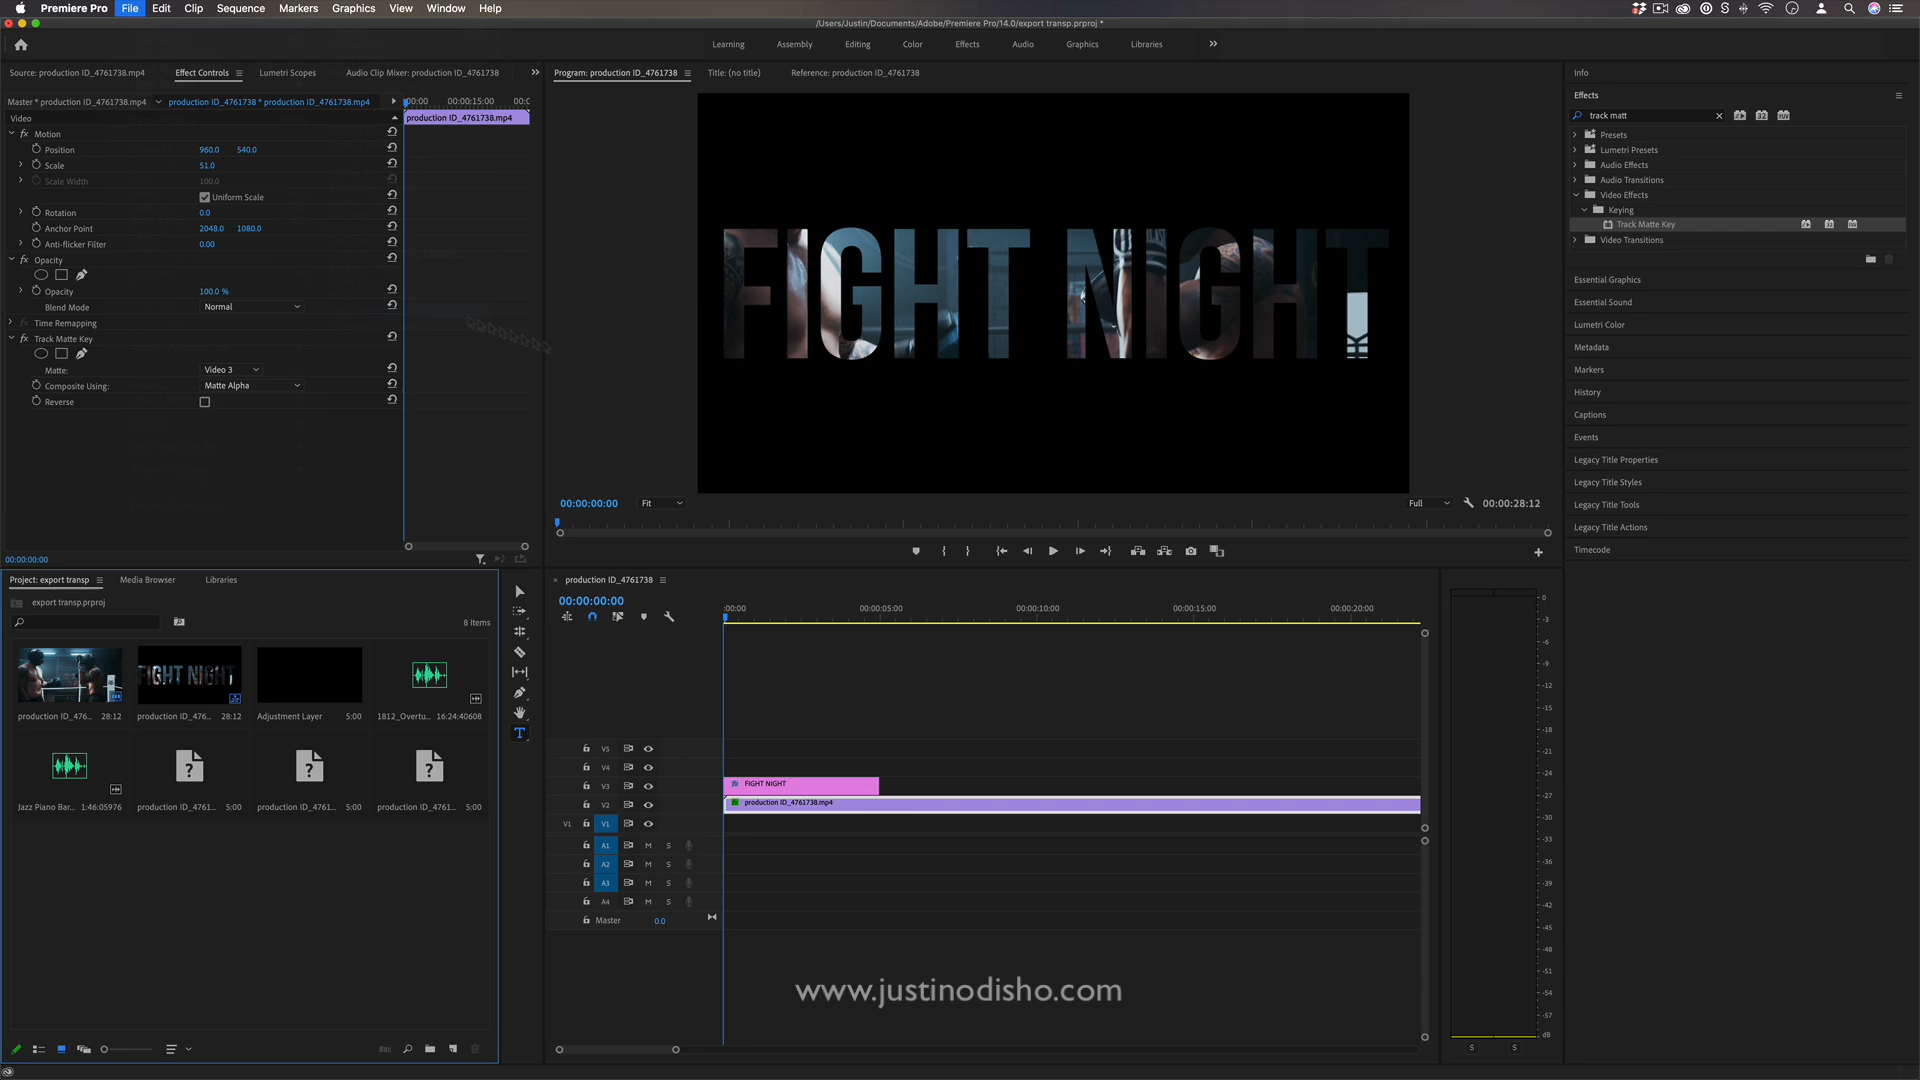 Premiere Pro File Edit Clip Sequence Markers Graphics View Window Help
/Users/Justin/Documents/Adobe/Premiere Pro/14.0/export transp.prproj *
Learning Assembly Editing Color Effects Audio Graphics Libraries
Source: production ID_4761738.mp4 Effect Controls Lumetri Scopes Audio Clip Mixer: production ID_4761738
Master * production ID_4761738.mp4 production ID_4761738 * production ID_4761738.mp4
00:00 00:00:15:00 00:0
Video
production ID_4761738.mp4
fx Motion
Position 960.0 540.0
Scale 51.0
Scale Width 100.0
Uniform Scale
Rotation 0.0
Anchor Point 2048.0 1080.0
Anti-flicker Filter 0.00
fx Opacity
Opacity 100.0 %
Blend Mode Normal
fx Time Remapping
fx Track Matte Key
Matte: Video 3
Composite Using: Matte Alpha
Reverse
00:00:00:00
Program: production ID_4761738 Title: (no title) Reference: production ID_4761738
FIGHT NIGHT
00:00:00:00 Fit Full 00:00:28:12
Info
Effects
track matt
Presets
Lumetri Presets
Audio Effects
Audio Transitions
Video Effects
Keying
Track Matte Key
Video Transitions
Essential Graphics
Essential Sound
Lumetri Color
Metadata
Markers
History
Captions
Events
Legacy Title Properties
Legacy Title Styles
Legacy Title Tools
Legacy Title Actions
Timecode
Project: export transp Media Browser Libraries
export transp.prproj
8 Items
FIGHT NIGHT
production ID_476... 28:12 production ID_476... 28:12 Adjustment Layer 5:00 1812_Overtu... 16:24:40608
Jazz Piano Bar... 1:46:05976 production ID_4761... 5:00 production ID_4761... 5:00 production ID_4761... 5:00
T
production ID_4761738
00:00:00:00
:00:00 00:00:05:00 00:00:10:00 00:00:15:00 00:00:20:00
V5
V4
V3 FIGHT NIGHT
V2 production ID_4761738.mp4
V1 V1
A1 M S
A2 M S
A3 M S
A4 M S
Master 0.0
0
-3
-6
-9
-12
-15
-18
-21
-24
-27
-30
-33
-36
-39
-42
-45
-48
-51
-54
-57
dB
S S
www.justinodisho.com